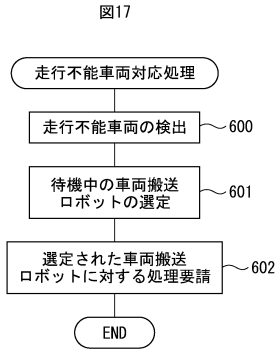 図17
走行不能車両対応処理
走行不能車両の検出
600
待機中の車両搬送
ロボットの選定
601
選定された車両搬送
ロボットに対する処理要請
602
END